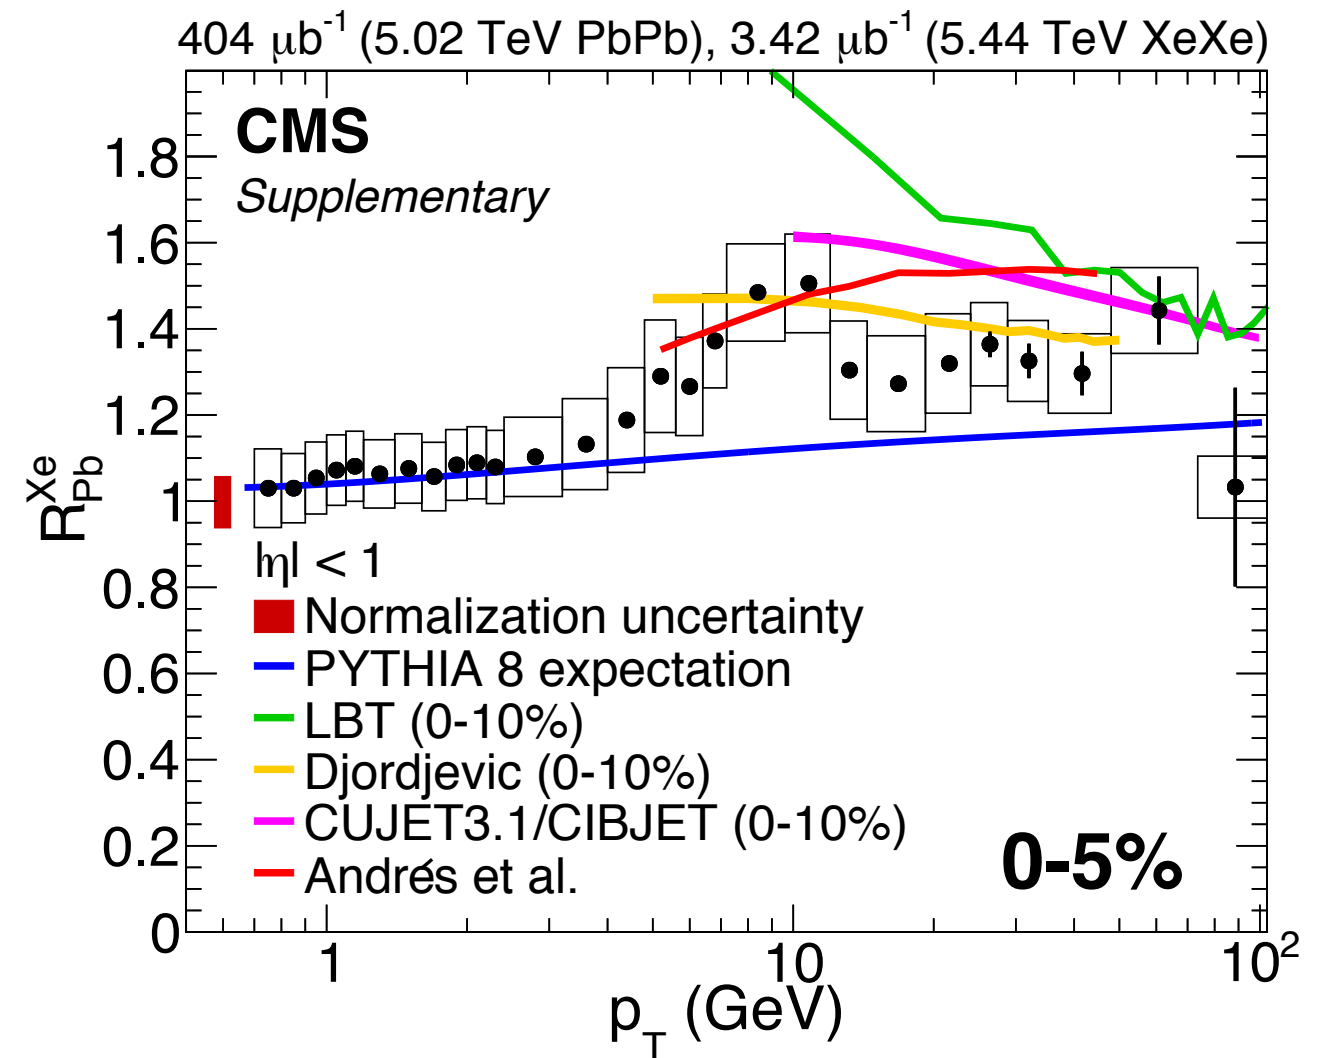 404 μb⁻¹ (5.02 TeV PbPb), 3.42 μb⁻¹ (5.44 TeV XeXe)
CMS
Supplementary
1.8
1.6
1.4
1.2
1
0.8
0.6
0.4
0.2
0
R^Xe_Pb
|η| < 1
Normalization uncertainty
PYTHIA 8 expectation
LBT (0-10%)
Djordjevic (0-10%)
CUJET3.1/CIBJET (0-10%)
Andrés et al.
0-5%
1 10 10²
p_T (GeV)